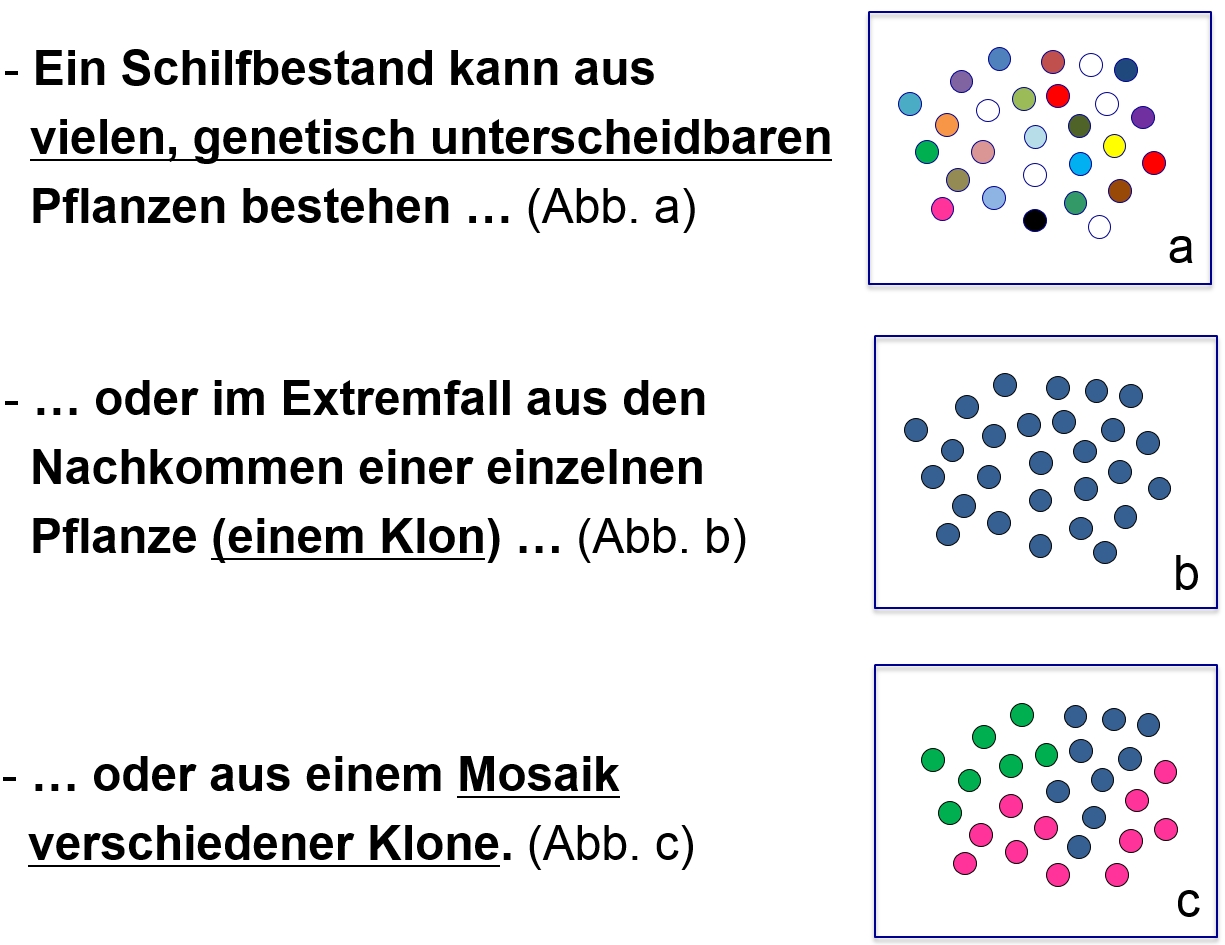 - Ein Schilfbestand kann aus
vielen, genetisch unterscheidbaren
Pflanzen bestehen … (Abb. a)
a
- … oder im Extremfall aus den
Nachkommen einer einzelnen
Pflanze (einem Klon) … (Abb. b)
b
- … oder aus einem Mosaik
verschiedener Klone. (Abb. c)
c